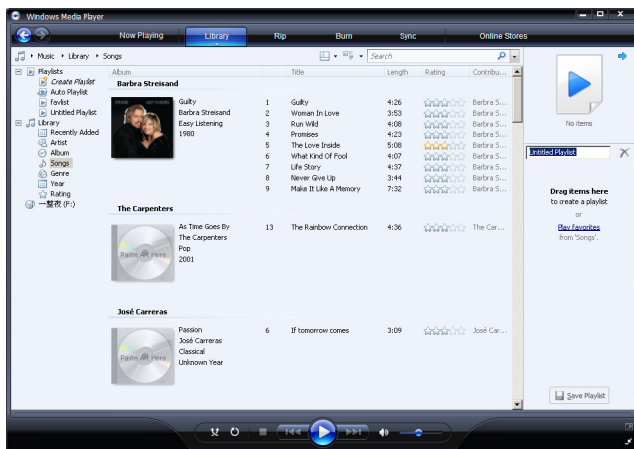 Windows Media Player
Now Playing Library Rip Burn Sync Online Stores
Music Library Songs Search
Playlists
Create Playlist
Auto Playlist
favlist
Untitled Playlist
Library
Recently Added
Artist
Album
Songs
Genre
Year
Rating
一整夜 (F:)
Album Title Length Rating Contribu...
Barbra Streisand
Guilty
Barbra Streisand
Easy Listening
1980
1 Guilty 4:26 Barbra S...
2 Woman In Love 3:53 Barbra S...
3 Run Wild 4:08 Barbra S...
4 Promises 4:23 Barbra S...
5 The Love Inside 5:08 Barbra S...
6 What Kind Of Fool 4:07 Barbra S...
7 Life Story 4:37 Barbra S...
8 Never Give Up 3:44 Barbra S...
9 Make It Like A Memory 7:32 Barbra S...
The Carpenters
Paste Art Here
As Time Goes By
The Carpenters
Pop
2001
13 The Rainbow Connection 4:36 The Car...
José Carreras
Paste Art Here
Passion
José Carreras
Classical
Unknown Year
6 If tomorrow comes 3:09 José Car...
No items
Untitled Playlist
Drag items here
to create a playlist
or
Play Favorites
from 'Songs'.
Save Playlist